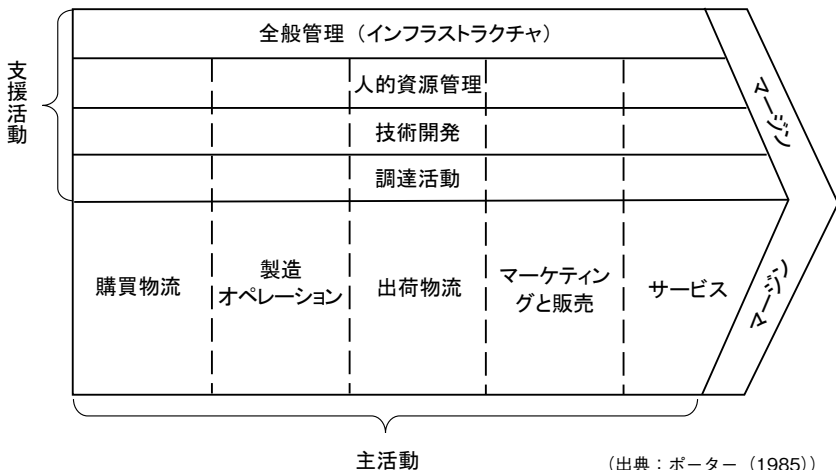 全般管理（インフラストラクチャ）
支援活動
人的資源管理
技術開発
調達活動
マージン
購買物流
製造
オペレーション
出荷物流
マーケティン
グと販売
サービス
マージン
主活動
（出典：ポーター（1985））